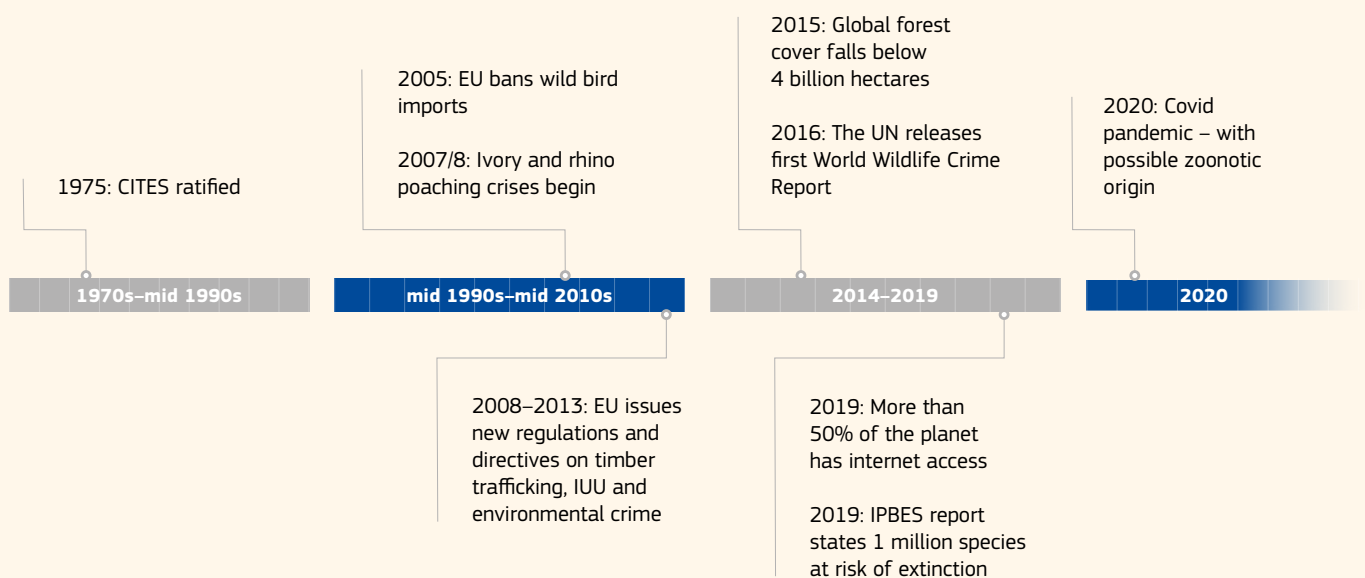 1975: CITES ratified
2005: EU bans wild bird
imports
2007/8: Ivory and rhino
poaching crises begin
2015: Global forest
cover falls below
4 billion hectares
2016: The UN releases
first World Wildlife Crime
Report
2020: Covid
pandemic – with
possible zoonotic
origin
1970s–mid 1990s
mid 1990s–mid 2010s
2014–2019
2020
2008–2013: EU issues
new regulations and
directives on timber
trafficking, IUU and
environmental crime
2019: More than
50% of the planet
has internet access
2019: IPBES report
states 1 million species
at risk of extinction